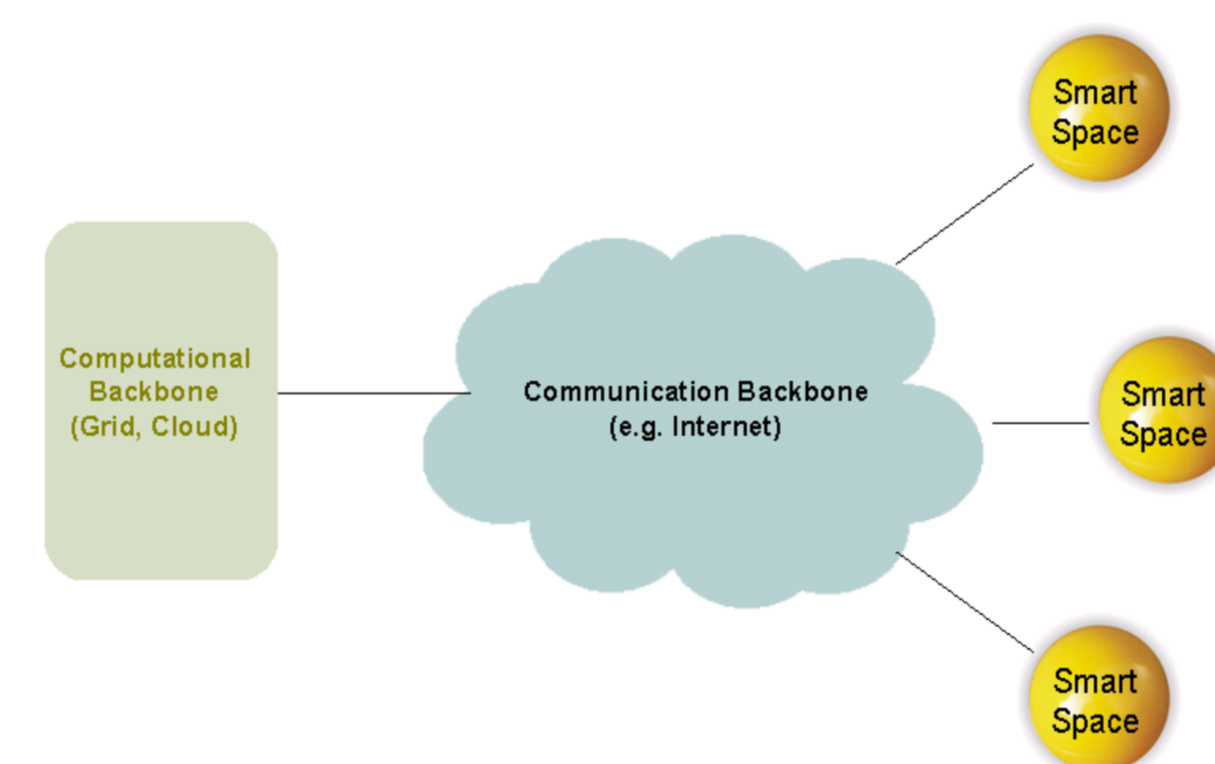 Smart
Space
Computational
Backbone
(Grid, Cloud)
Communication Backbone
(e.g. Internet)
Smart
Space
Smart
Space